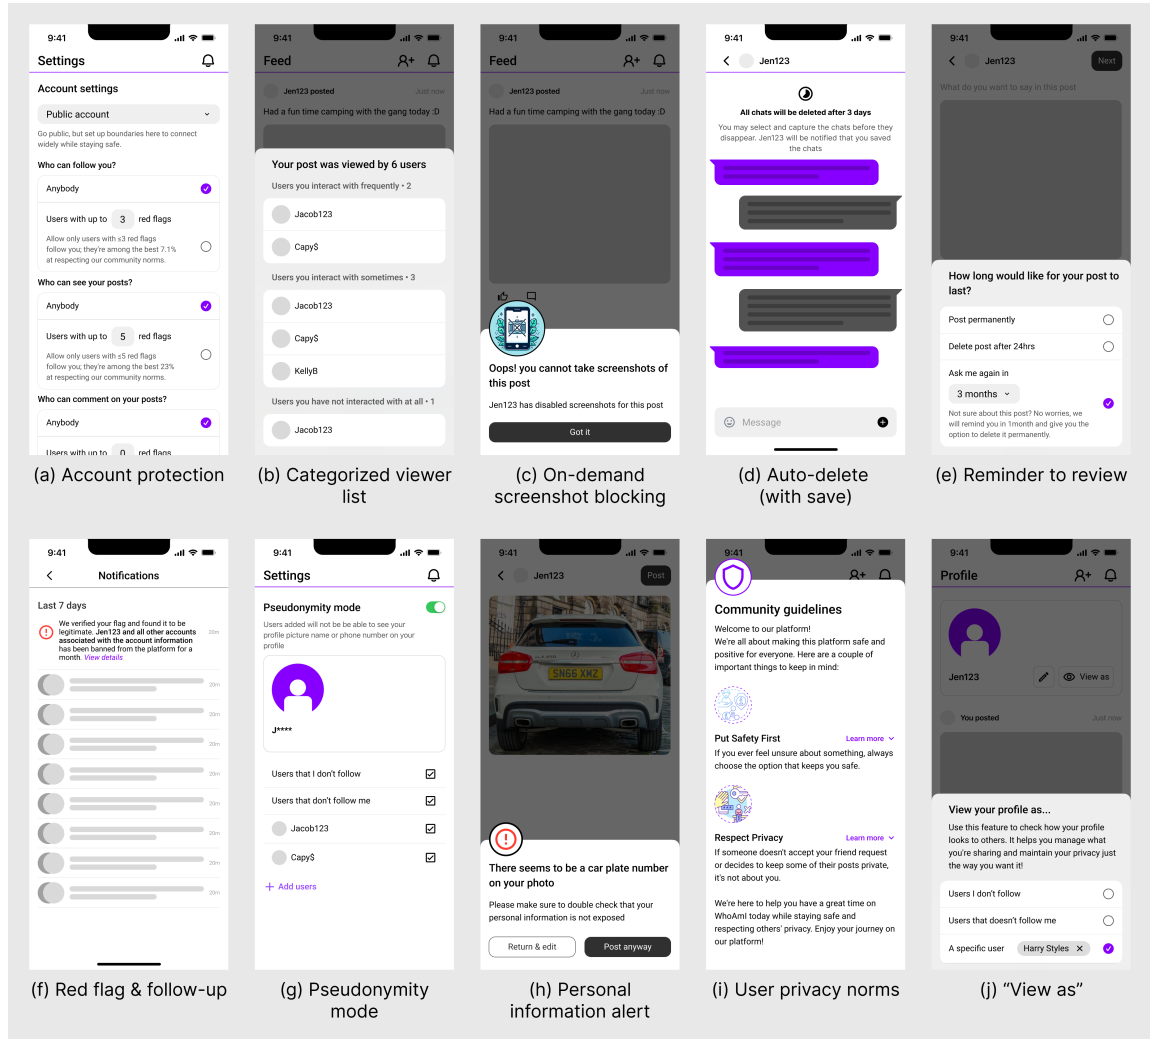 9:41
Settings
Account settings
Public account
Go public, but set up boundaries here to connect
widely while staying safe.
Who can follow you?
Anybody
Users with up to 3 red flags
Allow only users with ≤3 red flags
follow you; they're among the best 7.1%
at respecting our community norms.
Who can see your posts?
Anybody
Users with up to 5 red flags
Allow only users with ≤5 red flags
follow you; they're among the best 23%
at respecting our community norms.
Who can comment on your posts?
Anybody
Users with up to 0 red flags
(a) Account protection
9:41
Feed
Jen123 posted Just now
Had a fun time camping with the gang today :D
Your post was viewed by 6 users
Users you interact with frequently • 2
Jacob123
Capy$
Users you interact with sometimes • 3
Jacob123
Capy$
KellyB
Users you have not interacted with at all • 1
Jacob123
(b) Categorized viewer
list
9:41
Feed
Jen123 posted Just now
Had a fun time camping with the gang today :D
Oops! you cannot take screenshots of
this post
Jen123 has disabled screenshots for this post
Got it
(c) On-demand
screenshot blocking
9:41
Jen123
All chats will be deleted after 3 days
You may select and capture the chats before they
disappear. Jen123 will be notified that you saved
the chats
Message
(d) Auto-delete
(with save)
9:41
Jen123 Next
What do you want to say in this post
How long would like for your post to
last?
Post permanently
Delete post after 24hrs
Ask me again in
3 months
Not sure about this post? No worries, we
will remind you in 1month and give you the
option to delete it permanently.
(e) Reminder to review
9:41
Notifications
Last 7 days
We verified your flag and found it to be
legitimate. Jen123 and all other accounts
associated with the account information
has been banned from the platform for a
month. View details
20m
20m
20m
20m
20m
20m
20m
20m
20m
(f) Red flag & follow-up
9:41
Settings
Pseudonymity mode
Users added will not be be able to see your
profile picture name or phone number on your
profile
J****
Users that I don't follow
Users that don't follow me
Jacob123
Capy$
+ Add users
(g) Pseudonymity
mode
9:41
Jen123 Post
SN66 XMZ
There seems to be a car plate number
on your photo
Please make sure to double check that your
personal information is not exposed
Return & edit Post anyway
(h) Personal
information alert
9:41
Community guidelines
Welcome to our platform!
We're all about making this platform safe and
positive for everyone. Here are a couple of
important things to keep in mind:
Put Safety First Learn more
If you ever feel unsure about something, always
choose the option that keeps you safe.
Respect Privacy Learn more
If someone doesn't accept your friend request
or decides to keep some of their posts private,
it's not about you.
We're here to help you have a great time on
WhoAmI today while staying safe and
respecting others' privacy. Enjoy your journey on
our platform!
(i) User privacy norms
9:41
Profile
Jen123 View as
You posted Just now
View your profile as...
Use this feature to check how your profile
looks to others. It helps you manage what
you're sharing and maintain your privacy just
the way you want it!
Users I don't follow
Users that doesn't follow me
A specific user Harry Styles ×
(j) “View as”